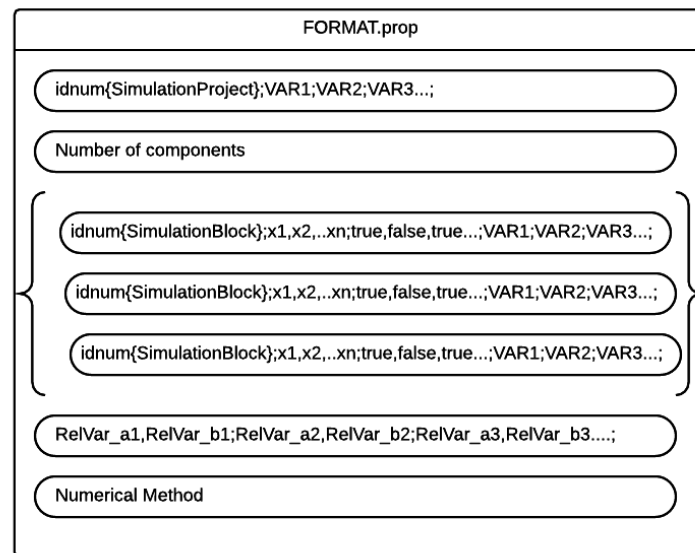 FORMAT.prop
idnum{SimulationProject};VAR1;VAR2;VAR3...;
Number of components
idnum{SimulationBlock};x1,x2,..xn;true,false,true...;VAR1;VAR2;VAR3...;
idnum{SimulationBlock};x1,x2,..xn;true,false,true...;VAR1;VAR2;VAR3...;
idnum{SimulationBlock};x1,x2,..xn;true,false,true...;VAR1;VAR2;VAR3...;
RelVar_a1,RelVar_b1;RelVar_a2,RelVar_b2;RelVar_a3,RelVar_b3....;
Numerical Method